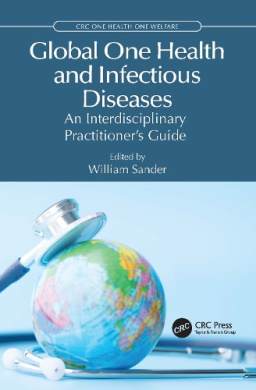 CRC ONE HEALTH ONE WELFARE
Global One Health
and Infectious
Diseases
An Interdisciplinary
Practitioner's Guide
Edited by
William Sander
CRC
CRC Press
Taylor & Francis Group